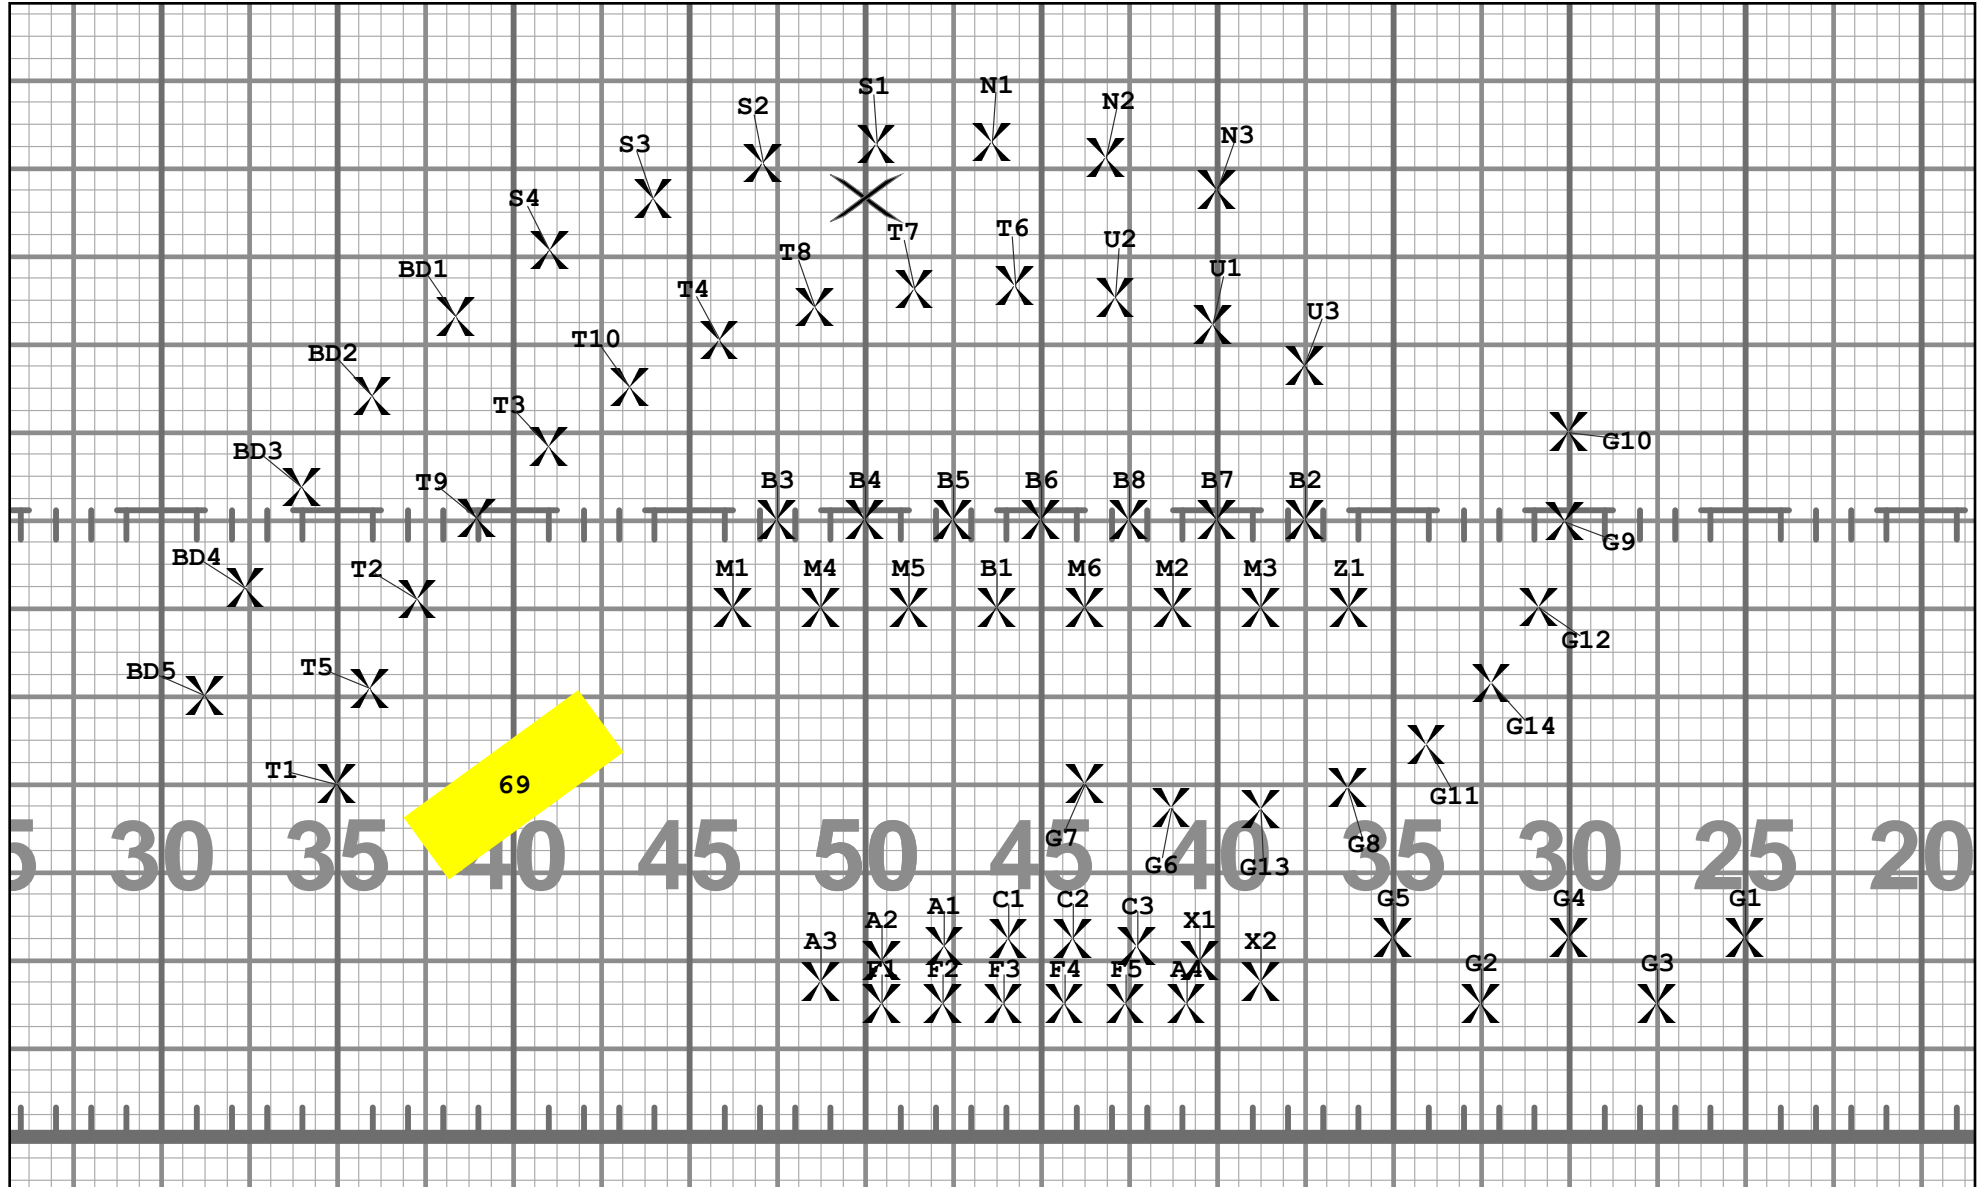 S1 N1
S2 N2
S3 N3
S4
T7 T6 U2
T8
BD1 U1
T4
U3
T10
BD2
T3
G10
BD3
T9 B3 B4 B5 B6 B8 B7 B2
G9
BD4 T2 M1 M4 M5 B1 M6 M2 M3 Z1
G12
BD5 T5
G14
T1
69
G11
G7 G8
5 30 35 40 45 50 45 40 35 30 25 20
G6 G13
A2 A1 C1 C2 C3 X1 G5 G4 G1
A3 X2
F1 F2 F3 F4 F5 A4 G2 G3